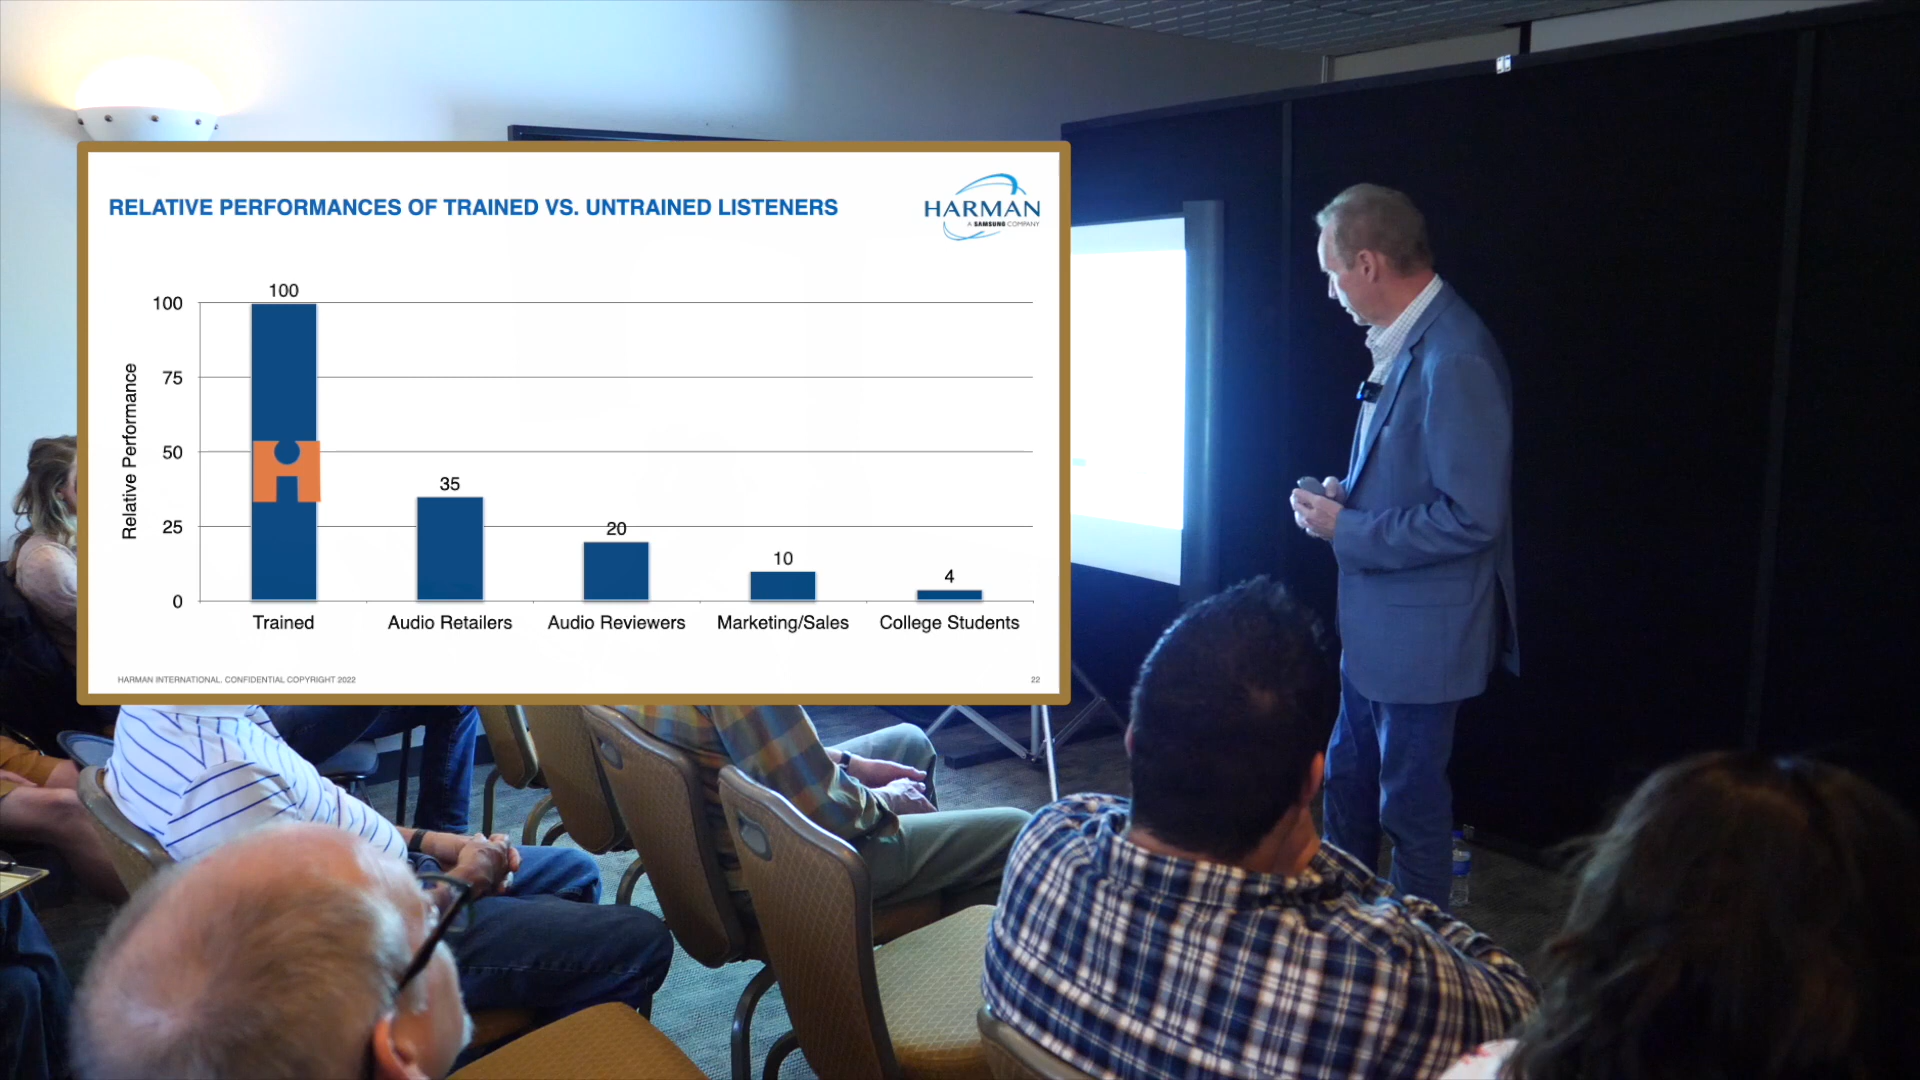 RELATIVE PERFORMANCES OF TRAINED VS. UNTRAINED LISTENERS
HARMAN
A SAMSUNG COMPANY
100
75
50
25
0
Relative Performance
100
35
20
10
4
Trained
Audio Retailers
Audio Reviewers
Marketing/Sales
College Students
HARMAN INTERNATIONAL. CONFIDENTIAL COPYRIGHT 2022
22